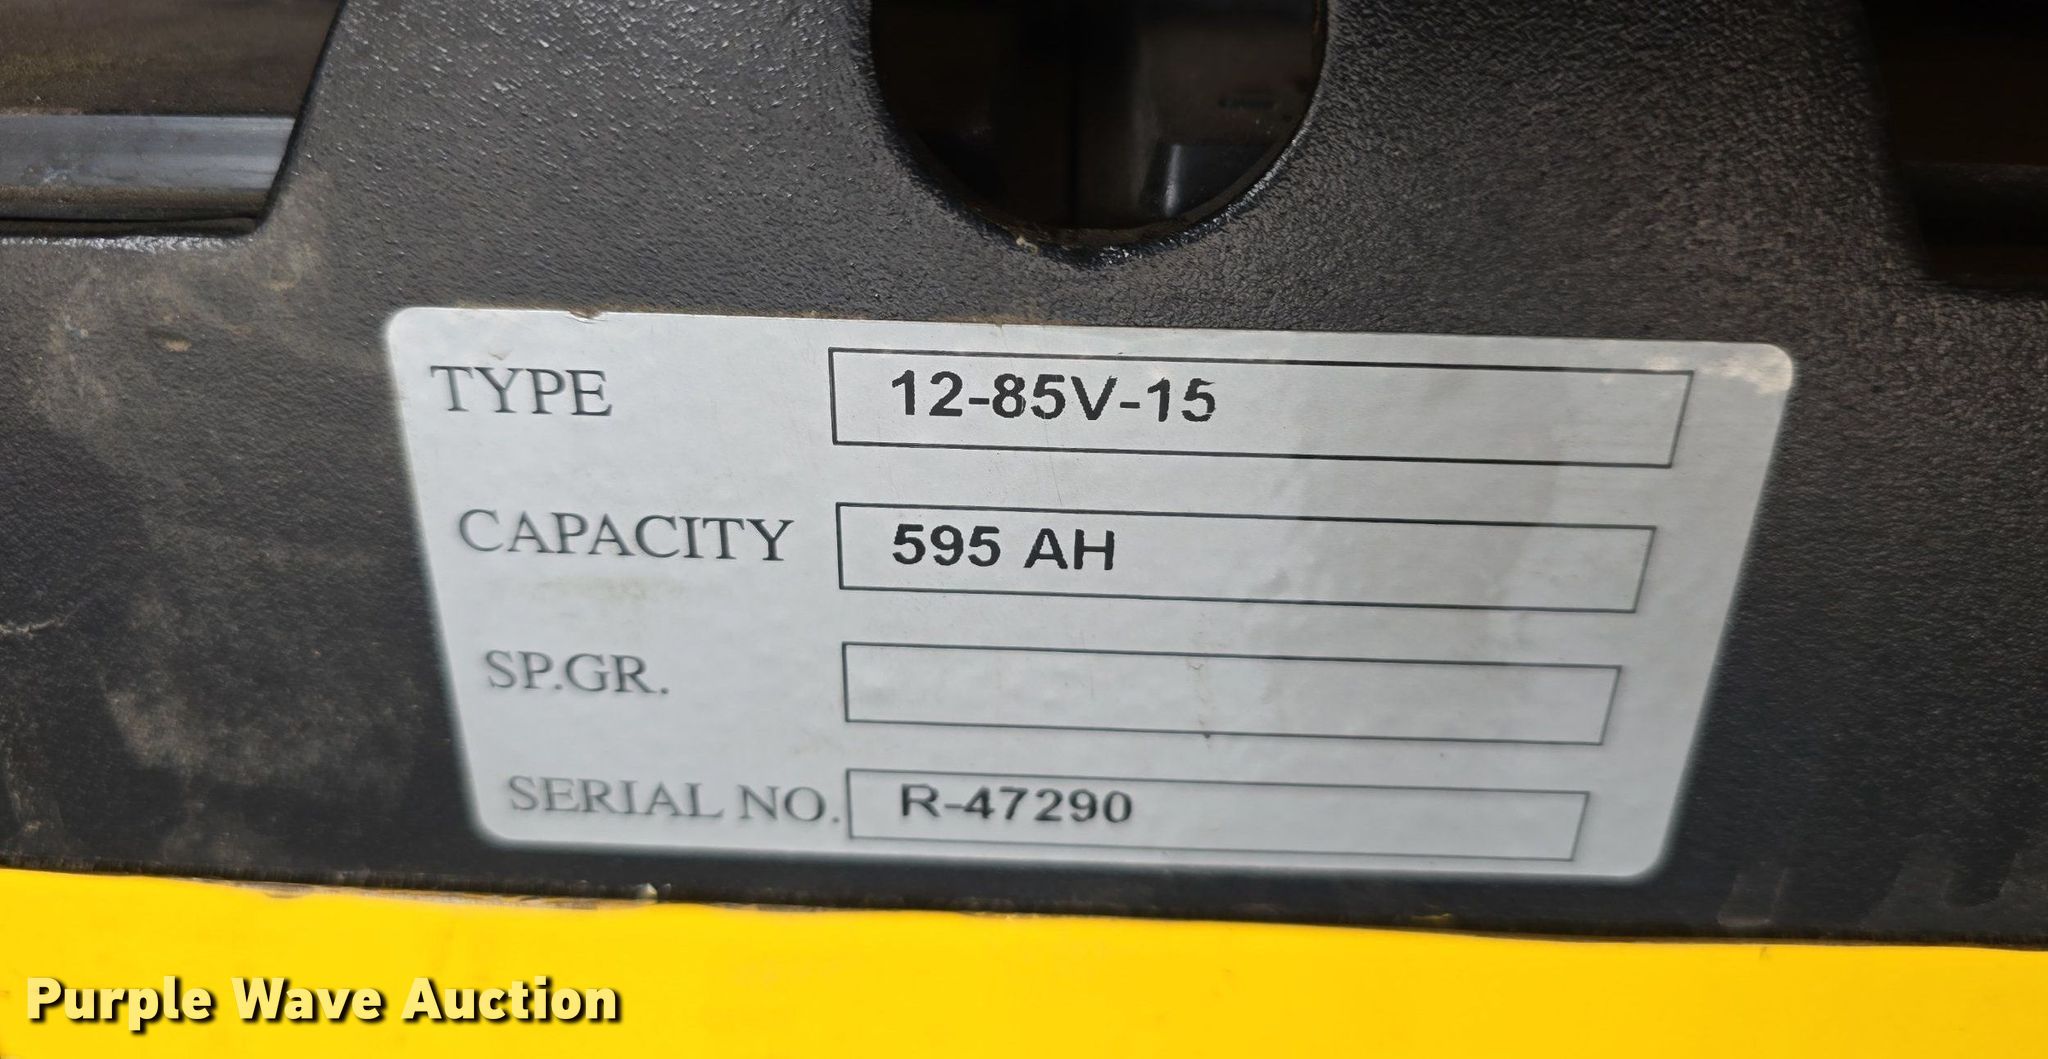 TYPE 12-85V-15
CAPACITY 595 AH
SP.GR.
SERIAL NO. R-47290
Purple Wave Auction